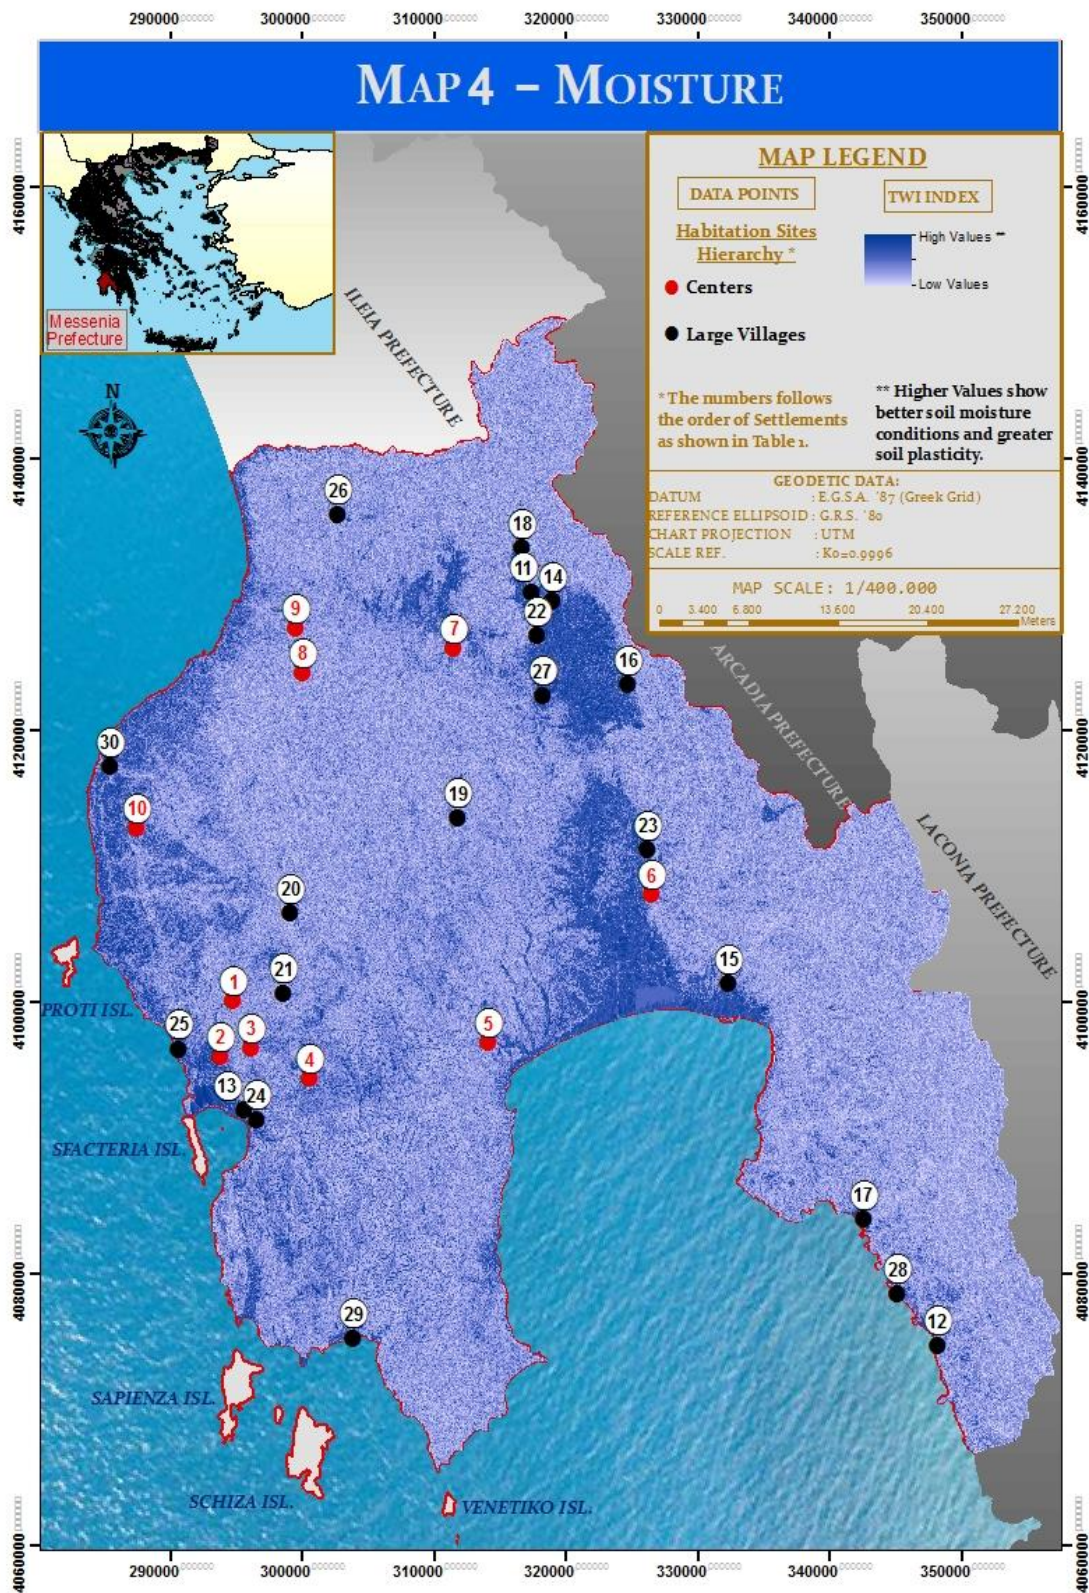 290000 300000 310000 320000 330000 340000 350000
MAP 4 – MOISTURE
4160000
4160000
4140000
4140000
4120000
4120000
4100000
4100000
4080000
4080000
4060000
4060000
Messenia
Prefecture
N
MAP LEGEND
DATA POINTS
TWI INDEX
Habitation Sites
Hierarchy *
Centers
Large Villages
High Values **
Low Values
*The numbers follows
the order of Settlements
as shown in Table 1.
** Higher Values show
better soil moisture
conditions and greater
soil plasticity.
GEODETIC DATA:
DATUM : E.G.S.A. '87 (Greek Grid)
REFERENCE ELLIPSOID : G.R.S. '80
CHART PROJECTION : UTM
SCALE REF. : K0=0.9996
MAP SCALE: 1/400.000
0 3.400 6.800 13.600 20.400 27.200
Meters
ILEIA PREFECTURE
ARCADIA PREFECTURE
LACONIA PREFECTURE
26
18
11
14
9
7
22
8
27
16
30
10
19
23
6
20
21
15
1
25
2
3
5
4
13
24
17
28
29
12
PROTI ISL.
SFACTERIA ISL.
SAPIENZA ISL.
SCHIZA ISL.
VENETIKO ISL.
290000 300000 310000 320000 330000 340000 350000